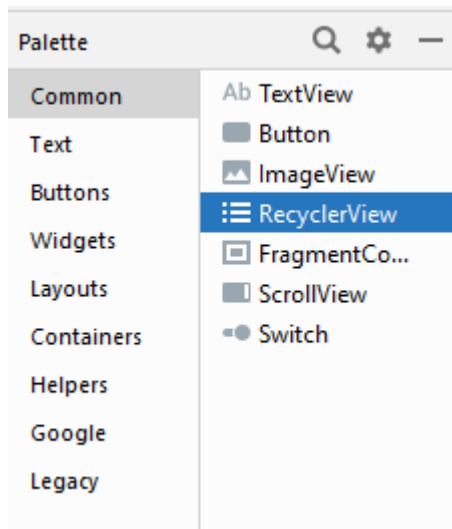 Palette
Common
Text
Buttons
Widgets
Layouts
Containers
Helpers
Google
Legacy
Ab TextView
Button
ImageView
RecyclerView
FragmentCo...
ScrollView
Switch